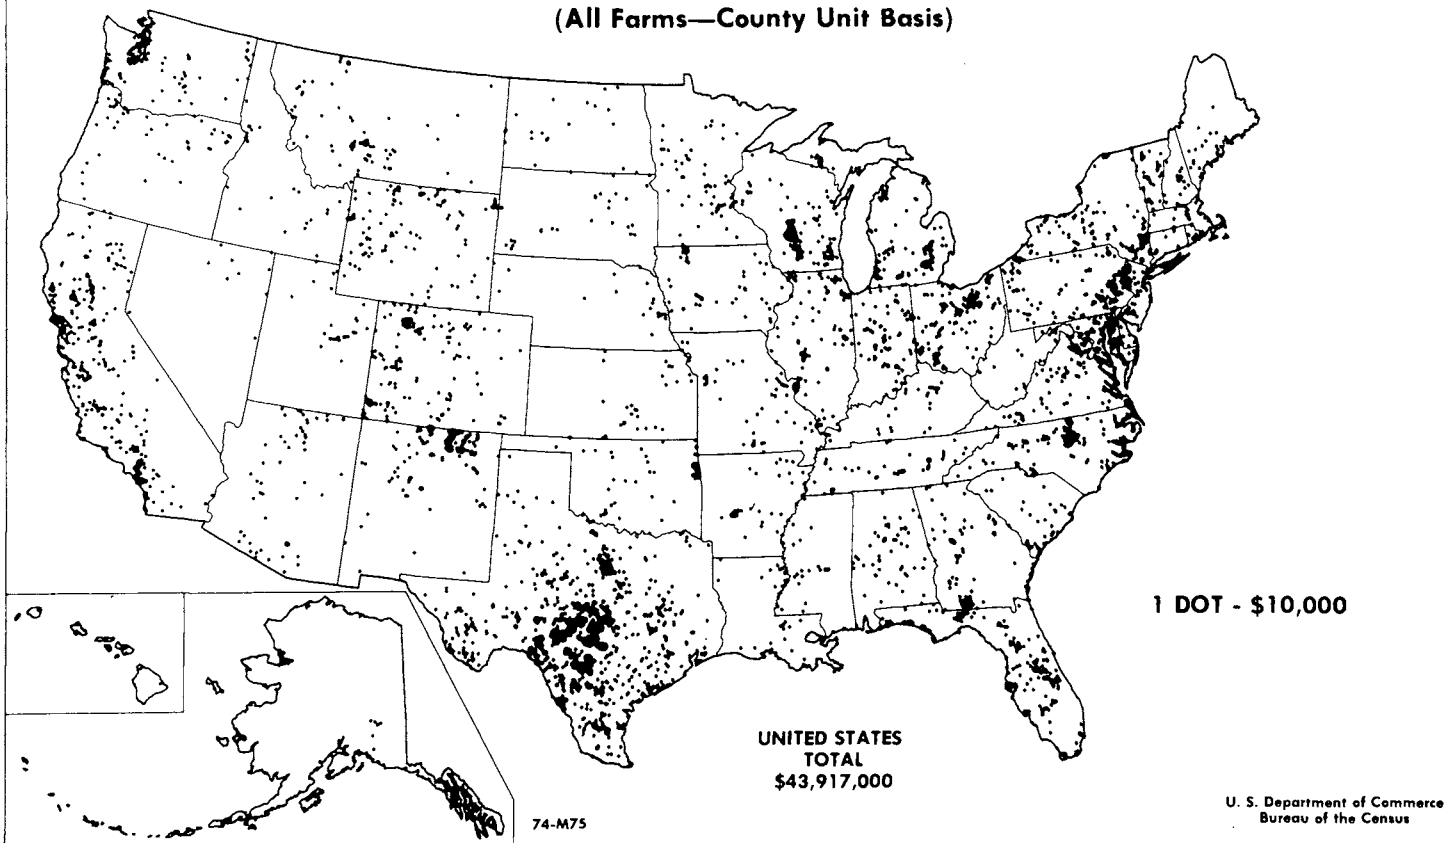 (All Farms—County Unit Basis)
1 DOT - $10,000
UNITED STATES
TOTAL
$43,917,000
74-M75
U. S. Department of Commerce
Bureau of the Census